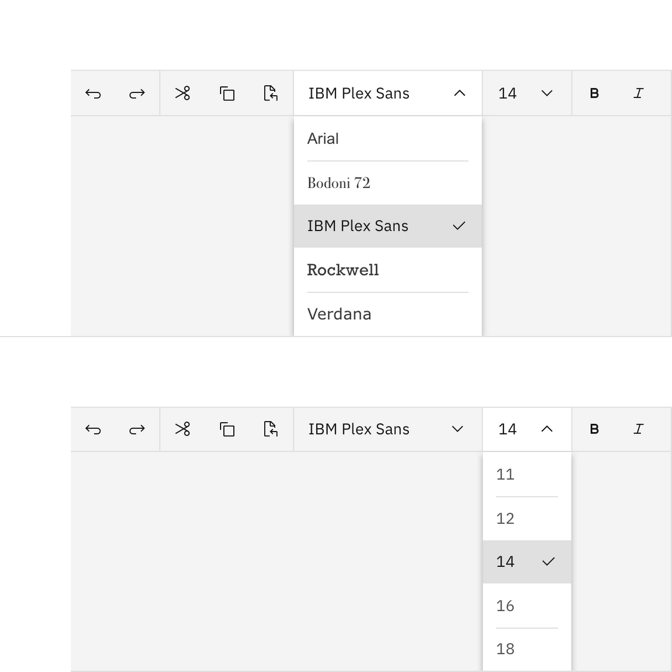 IBM Plex Sans 14 B I
Arial
Bodoni 72
IBM Plex Sans
Rockwell
Verdana
IBM Plex Sans 14 B I
11
12
14
16
18